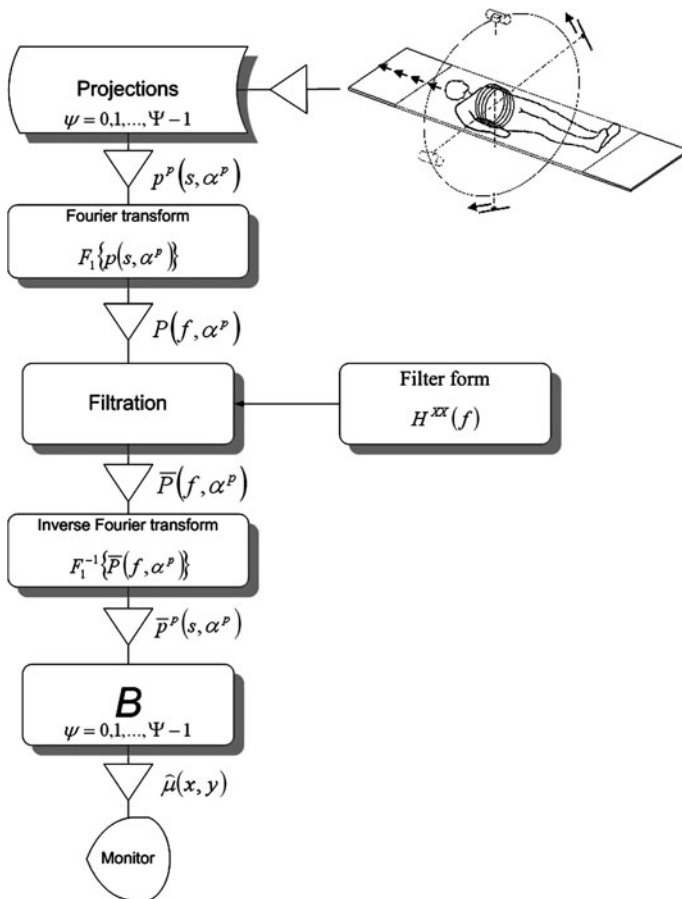 Projections
ψ = 0,1,..., Ψ − 1
p^p(s, α^p)
Fourier transform
F₁{p(s, α^p)}
P(f, α^p)
Filtration
Filter form
H^XX(f)
P̅(f, α^p)
Inverse Fourier transform
F₁⁻¹{P̅(f, α^p)}
p̅^p(s, α^p)
B
ψ = 0,1,..., Ψ − 1
μ̂(x, y)
Monitor